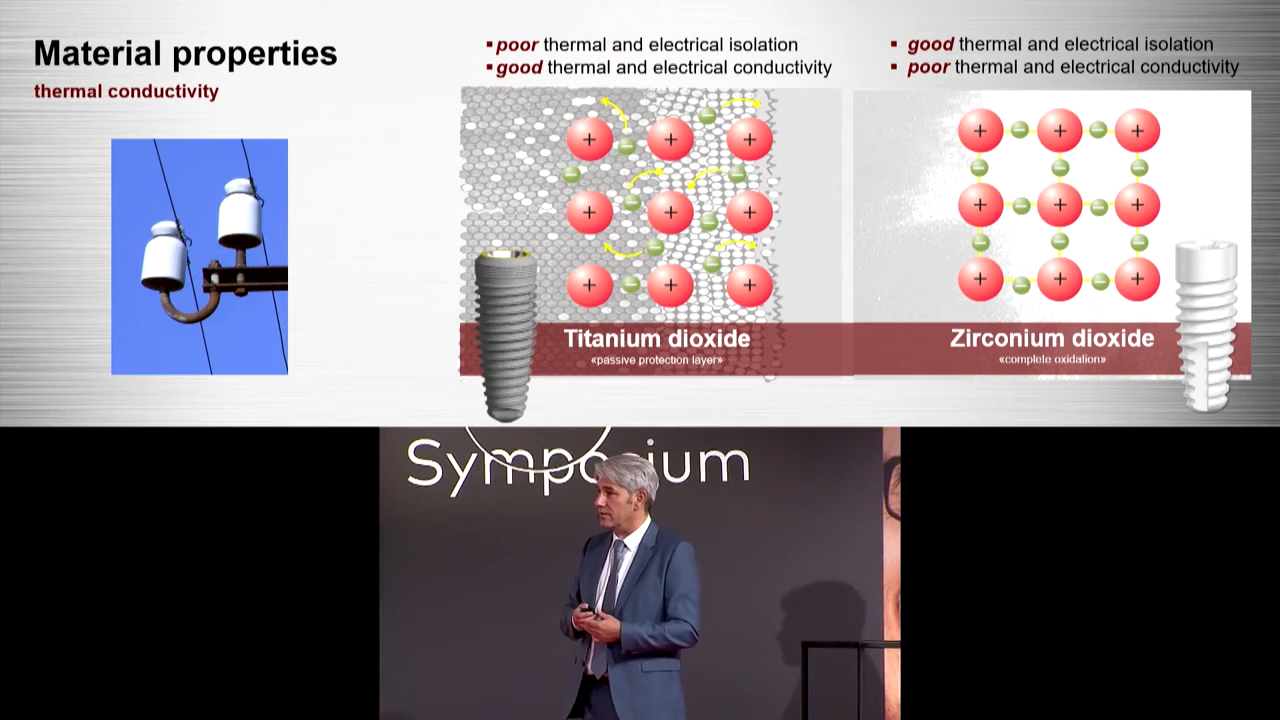 Material properties
thermal conductivity
▪poor thermal and electrical isolation
▪good thermal and electrical conductivity
▪ good thermal and electrical isolation
▪ poor thermal and electrical conductivity
Titanium dioxide
«passive protection layer»
Zirconium dioxide
«complete oxidation»
Symposium